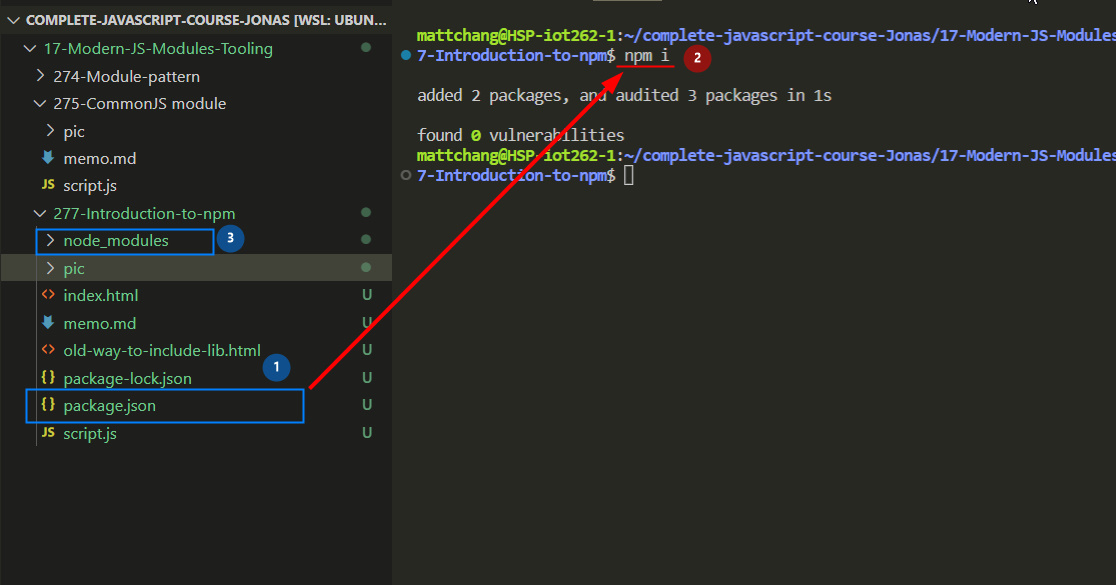 COMPLETE-JAVASCRIPT-COURSE-JONAS [WSL: UBUN...
17-Modern-JS-Modules-Tooling
274-Module-pattern
275-CommonJS module
pic
memo.md
JS script.js
277-Introduction-to-npm
node_modules 3
pic
<> index.html U
memo.md U
<> old-way-to-include-lib.html U
1
{} package-lock.json U
{} package.json U
JS script.js U
mattchang@HSP-iot262-1:~/complete-javascript-course-Jonas/17-Modern-JS-Modules
7-Introduction-to-npm$ npm i 2
added 2 packages, and audited 3 packages in 1s
found 0 vulnerabilities
mattchang@HSP-iot262-1:~/complete-javascript-course-Jonas/17-Modern-JS-Modules
7-Introduction-to-npm$